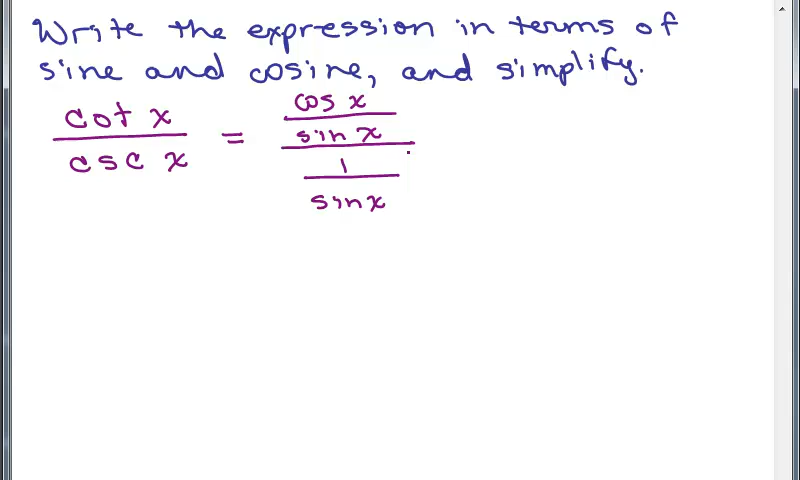 Write the expression in terms of
sine and cosine, and simplify.
cot x / csc x = (cos x / sin x) / (1 / sin x)